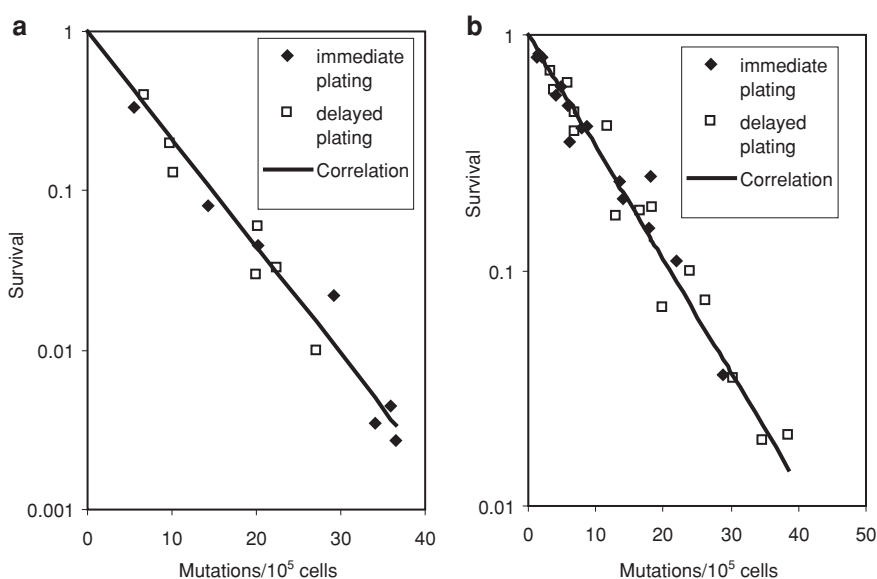 a
1
0.1
0.01
0.001
Survival
immediate
plating
delayed
plating
Correlation
0 10 20 30 40
Mutations/10⁵ cells
b
1
0.1
0.01
Survival
immediate
plating
delayed
plating
Correlation
0 10 20 30 40 50
Mutations/10⁵ cells